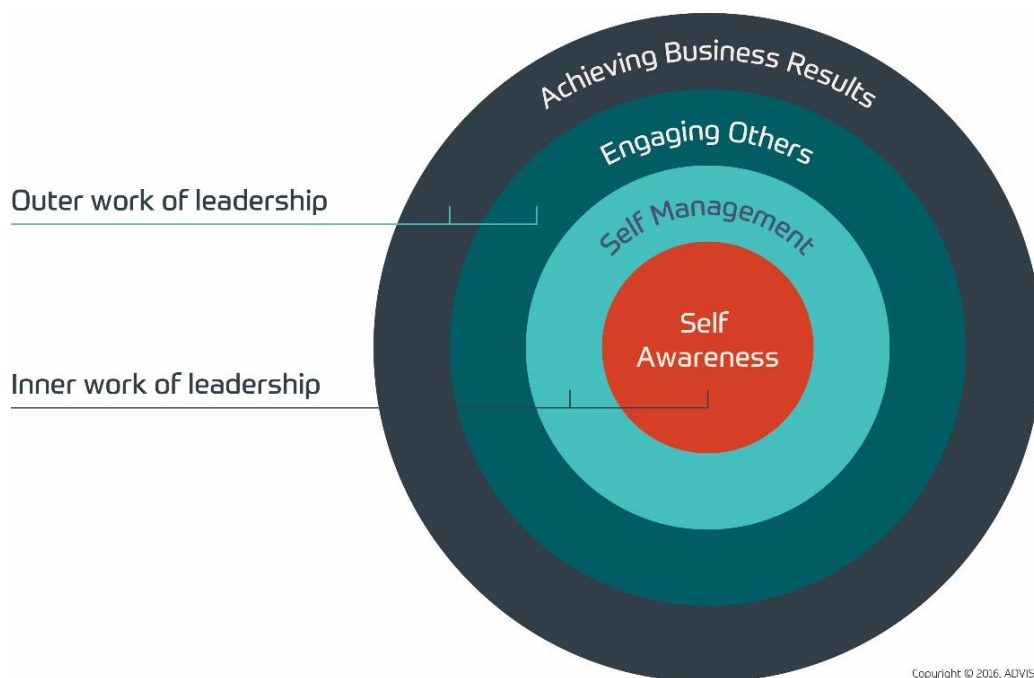 Achieving Business Results
Engaging Others
Outer work of leadership
Self Management
Self
Awareness
Inner work of leadership
Copyright © 2016, ADVIS